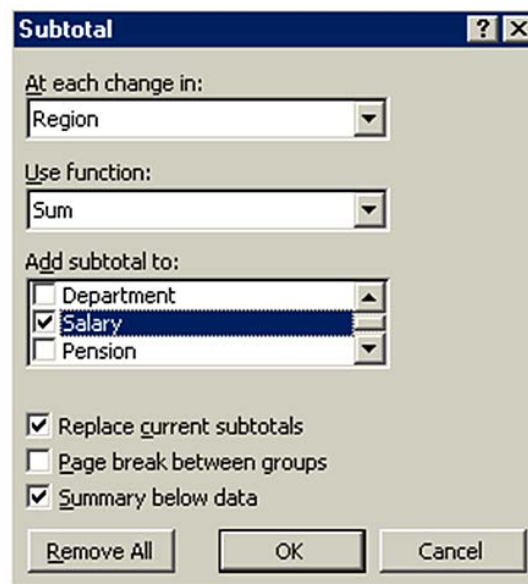 Subtotal
At each change in:
Region
Use function:
Sum
Add subtotal to:
Department
Salary
Pension
Replace current subtotals
Page break between groups
Summary below data
Remove All OK Cancel